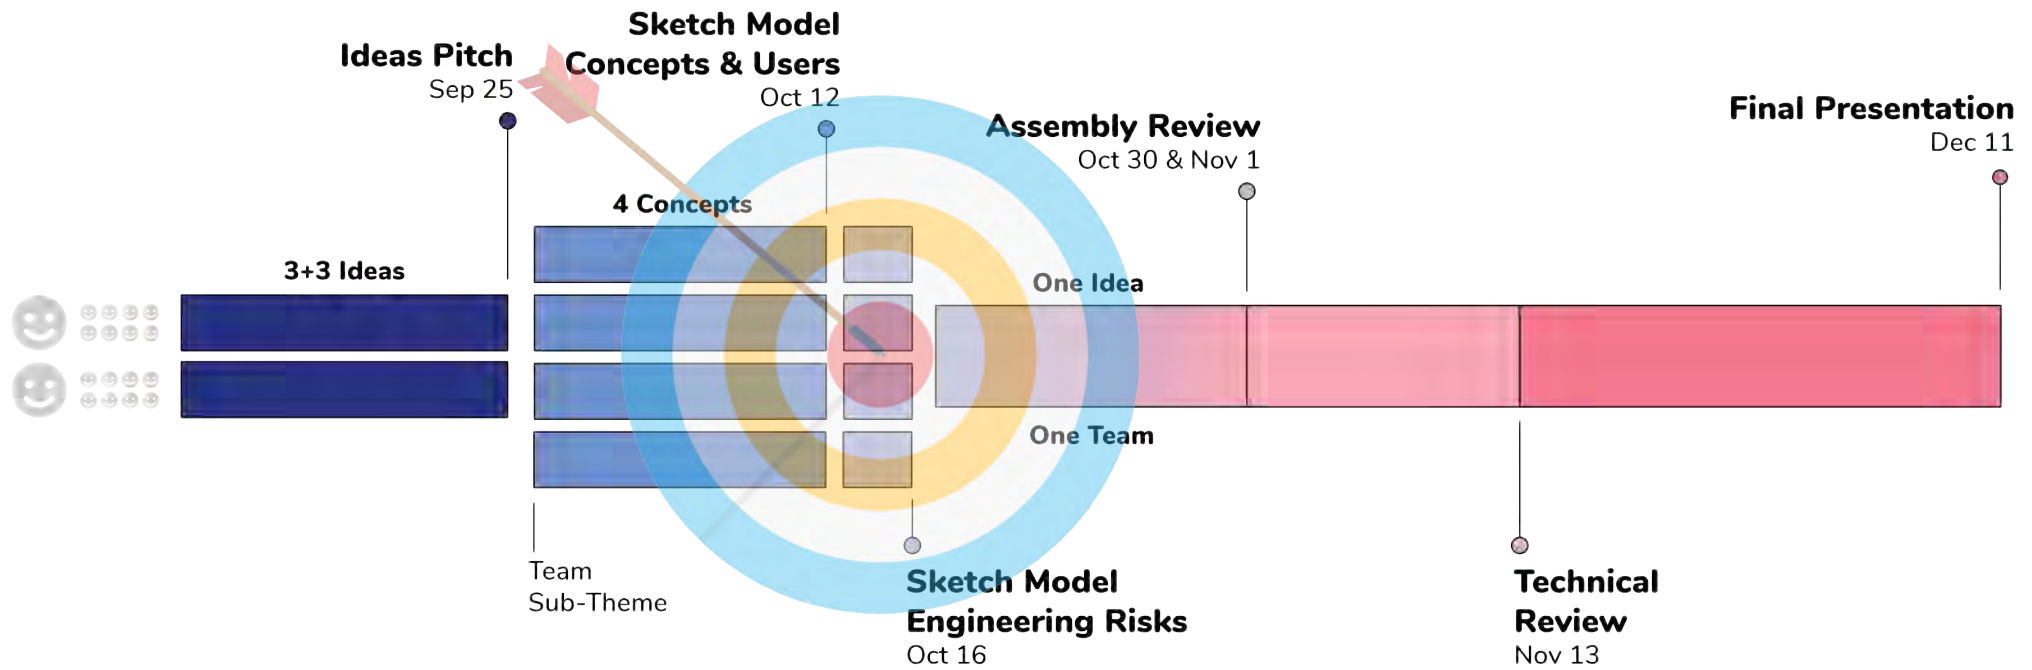 Ideas Pitch
Sep 25
Sketch Model
Concepts & Users
Oct 12
Assembly Review
Oct 30 & Nov 1
Final Presentation
Dec 11
3+3 Ideas
4 Concepts
One Idea
One Team
Team
Sub-Theme
Sketch Model
Engineering Risks
Oct 16
Technical
Review
Nov 13